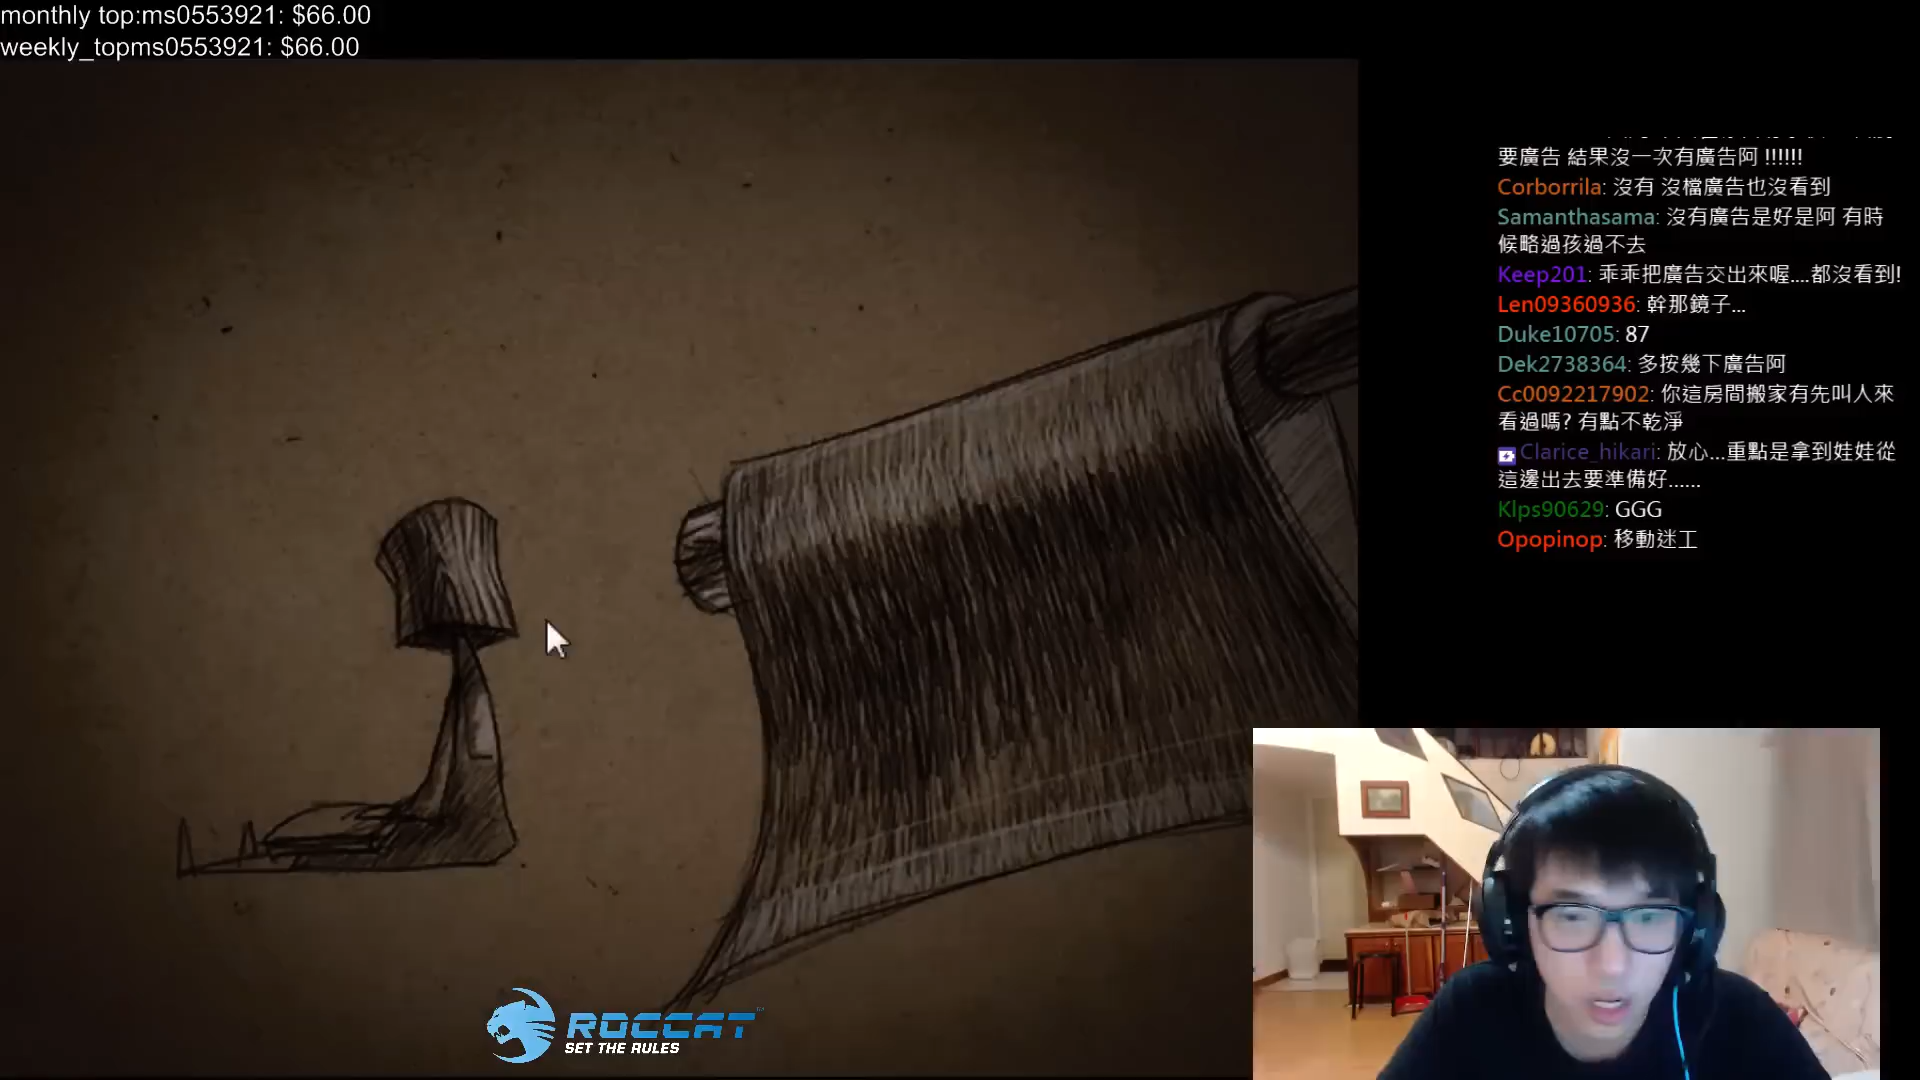 monthly top:ms0553921: $66.00
weekly_topms0553921: $66.00
要廣告 結果沒一次有廣告阿 !!!!!!
Corborrila: 沒有 沒檔廣告也沒看到
Samanthasama: 沒有廣告是好是阿 有時
候略過孩過不去
Keep201: 乖乖把廣告交出來喔....都沒看到!
Len09360936: 幹那鏡子...
Duke10705: 87
Dek2738364: 多按幾下廣告阿
Cc0092217902: 你這房間搬家有先叫人來
看過嗎? 有點不乾淨
Clarice_hikari: 放心...重點是拿到娃娃從
這邊出去要準備好......
Klps90629: GGG
Opopinop: 移動迷工
ROCCAT
SET THE RULES